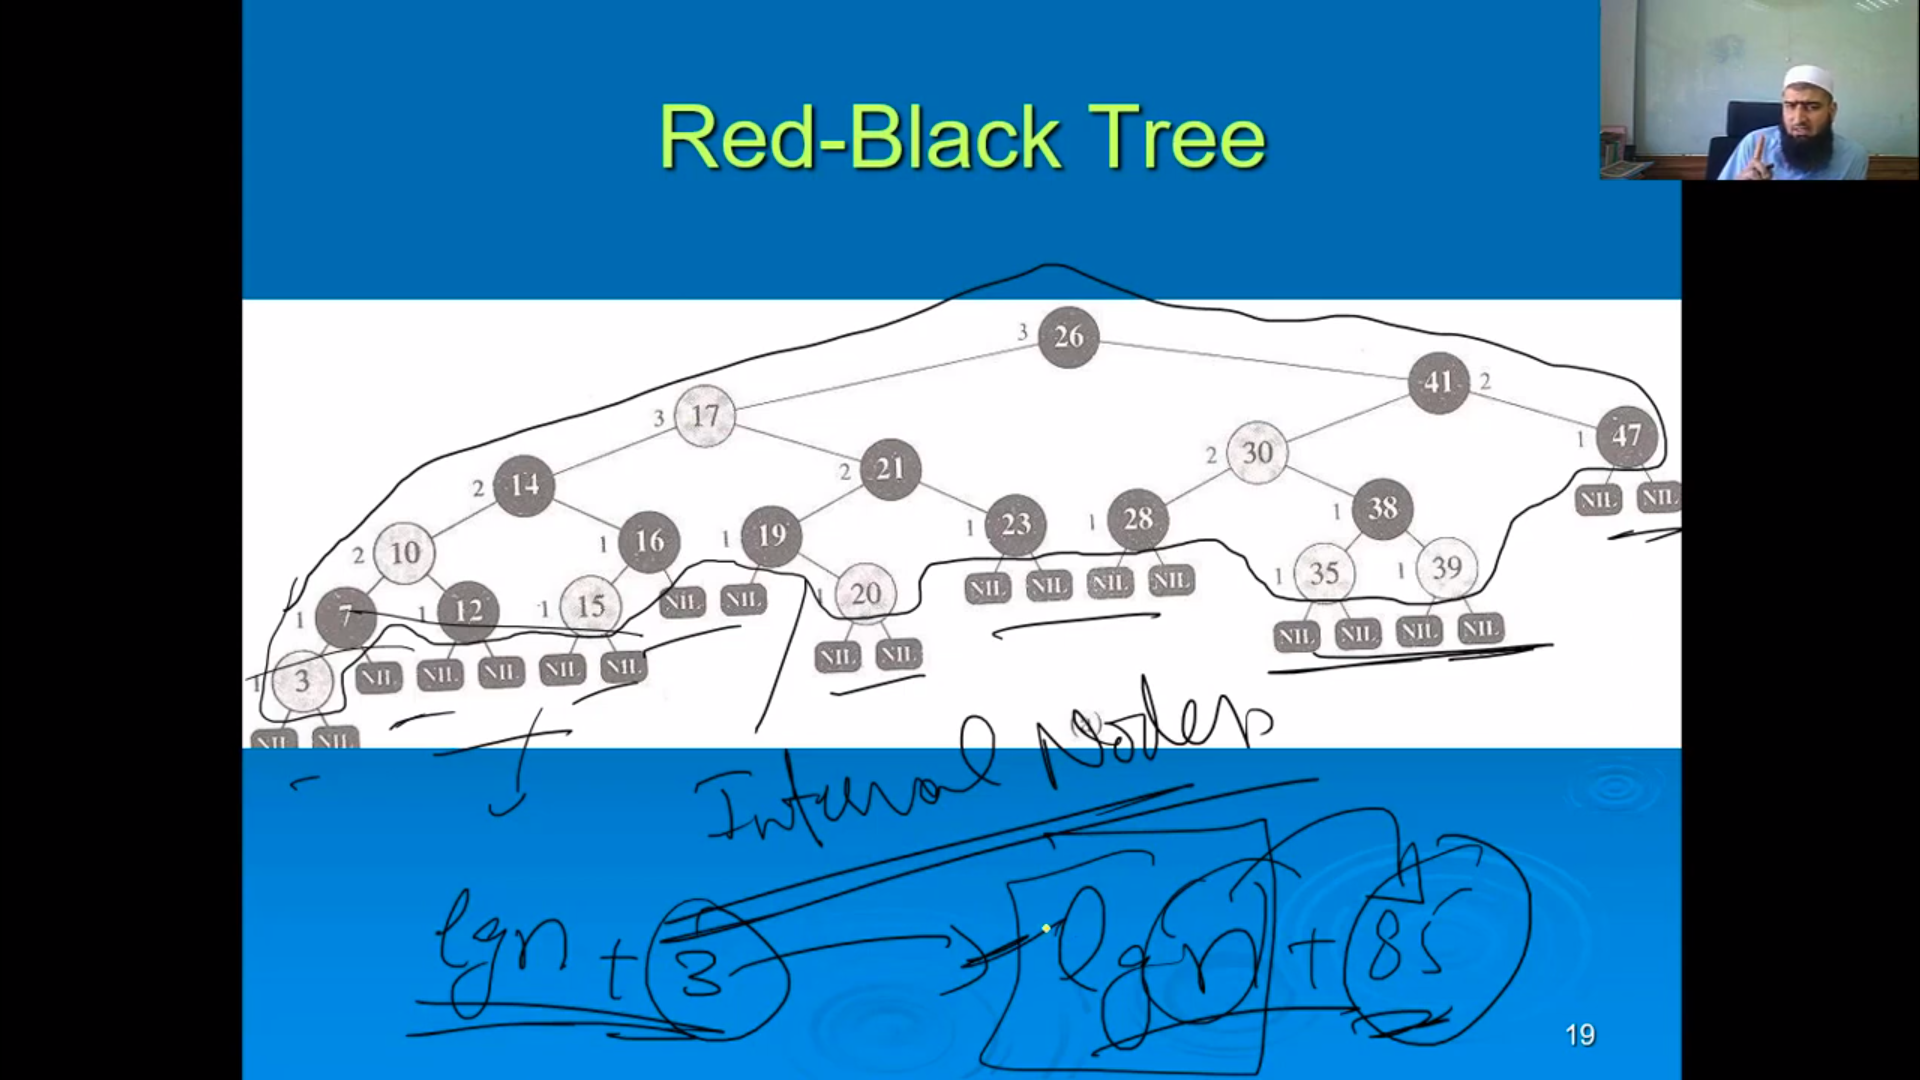 Red-Black Tree
3 26
41 2
3 17
1 47
2 30
2 14
2 21
NIL NIL
1 38
2 10
1 16
1 19
1 23
1 28
1 35
1 39
1 7
1 12
1 15
NIL NIL
1 20
NIL NIL NIL NIL
NIL NIL NIL NIL
1 3
NIL NIL NIL NIL NIL
NIL NIL
NIL NIL
Internal Nodes
lgn + 3 → lgn + 85
19